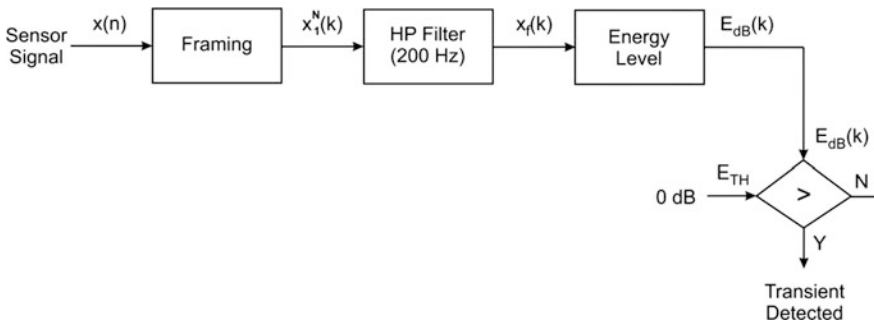 Sensor
Signal
x(n)
Framing
x₁ᴺ(k)
HP Filter
(200 Hz)
x_f(k)
Energy
Level
E_dB(k)
E_dB(k)
0 dB
E_TH
>
N
Y
Transient
Detected